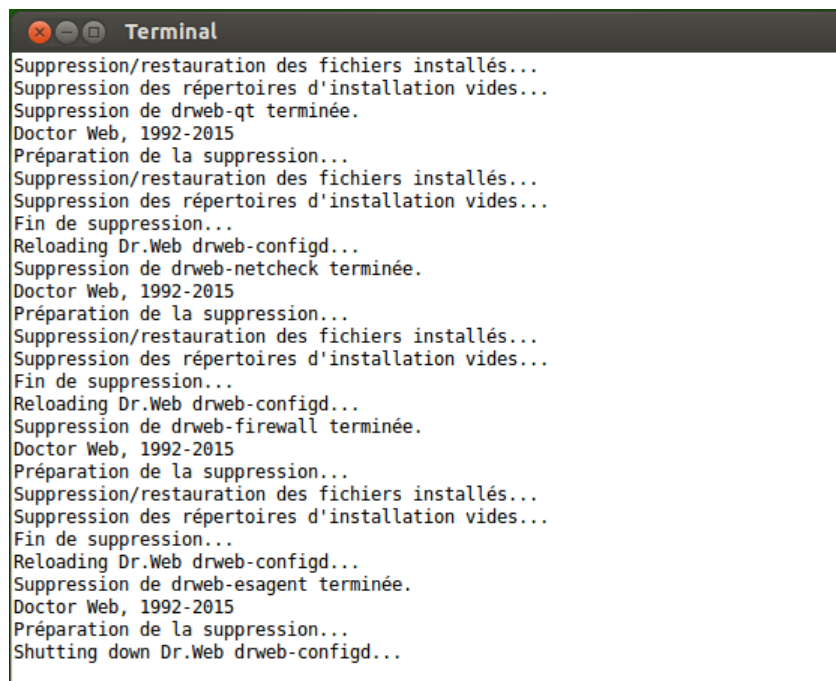 Terminal
Suppression/restauration des fichiers installés...
Suppression des répertoires d'installation vides...
Suppression de drweb-qt terminée.
Doctor Web, 1992-2015
Préparation de la suppression...
Suppression/restauration des fichiers installés...
Suppression des répertoires d'installation vides...
Fin de suppression...
Reloading Dr.Web drweb-configd...
Suppression de drweb-netcheck terminée.
Doctor Web, 1992-2015
Préparation de la suppression...
Suppression/restauration des fichiers installés...
Suppression des répertoires d'installation vides...
Fin de suppression...
Reloading Dr.Web drweb-configd...
Suppression de drweb-firewall terminée.
Doctor Web, 1992-2015
Préparation de la suppression...
Suppression/restauration des fichiers installés...
Suppression des répertoires d'installation vides...
Fin de suppression...
Reloading Dr.Web drweb-configd...
Suppression de drweb-esagent terminée.
Doctor Web, 1992-2015
Préparation de la suppression...
Shutting down Dr.Web drweb-configd...